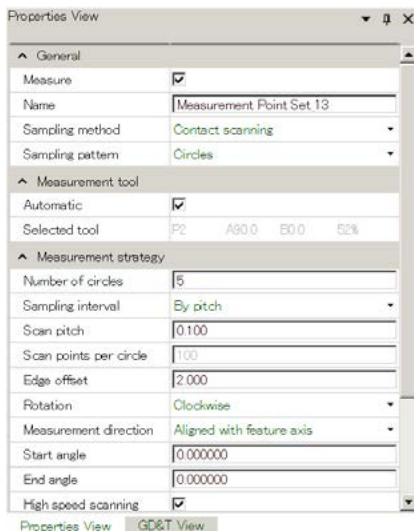 Properties View
General
Measure
Name Measurement Point Set 13
Sampling method Contact scanning
Sampling pattern Circles
Measurement tool
Automatic
Selected tool P2 A90.0 B0.0 52%
Measurement strategy
Number of circles 5
Sampling interval By pitch
Scan pitch 0.100
Scan points per circle 100
Edge offset 2.000
Rotation Clockwise
Measurement direction Aligned with feature axis
Start angle 0.000000
End angle 0.000000
High speed scanning
Properties View GD&T View